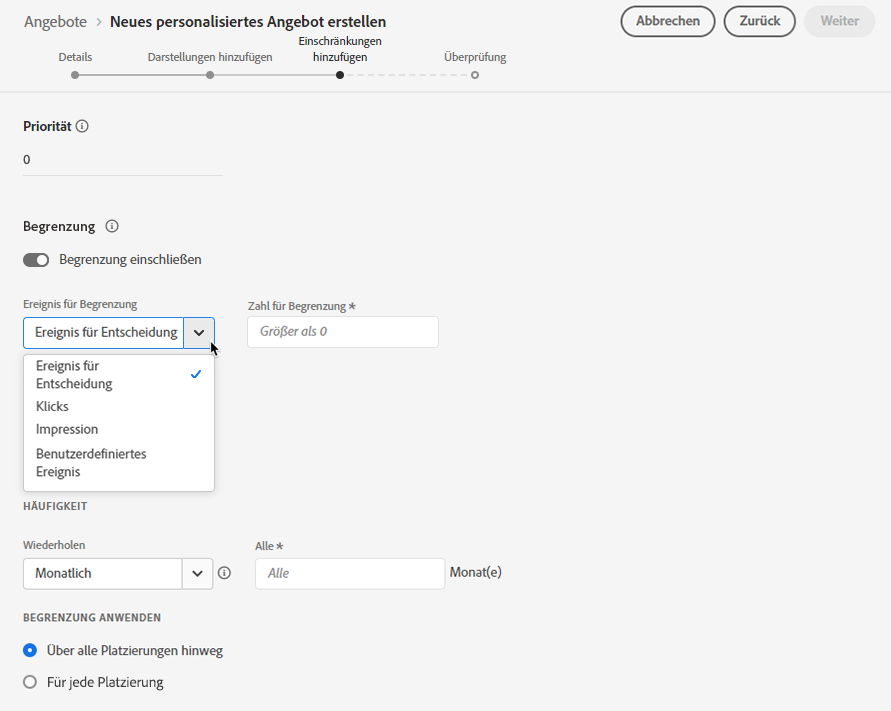 Angebote > Neues personalisiertes Angebot erstellen
Abbrechen
Zurück
Weiter
Details
Darstellungen hinzufügen
Einschränkungen
hinzufügen
Überprüfung
Priorität
0
Begrenzung
Begrenzung einschließen
Ereignis für Begrenzung
Zahl für Begrenzung *
Ereignis für Entscheidung
Größer als 0
Ereignis für
Entscheidung
Klicks
Impression
Benutzerdefiniertes
Ereignis
HÄUFIGKEIT
Wiederholen
Alle *
Monatlich
Alle
Monat(e)
BEGRENZUNG ANWENDEN
Über alle Platzierungen hinweg
Für jede Platzierung